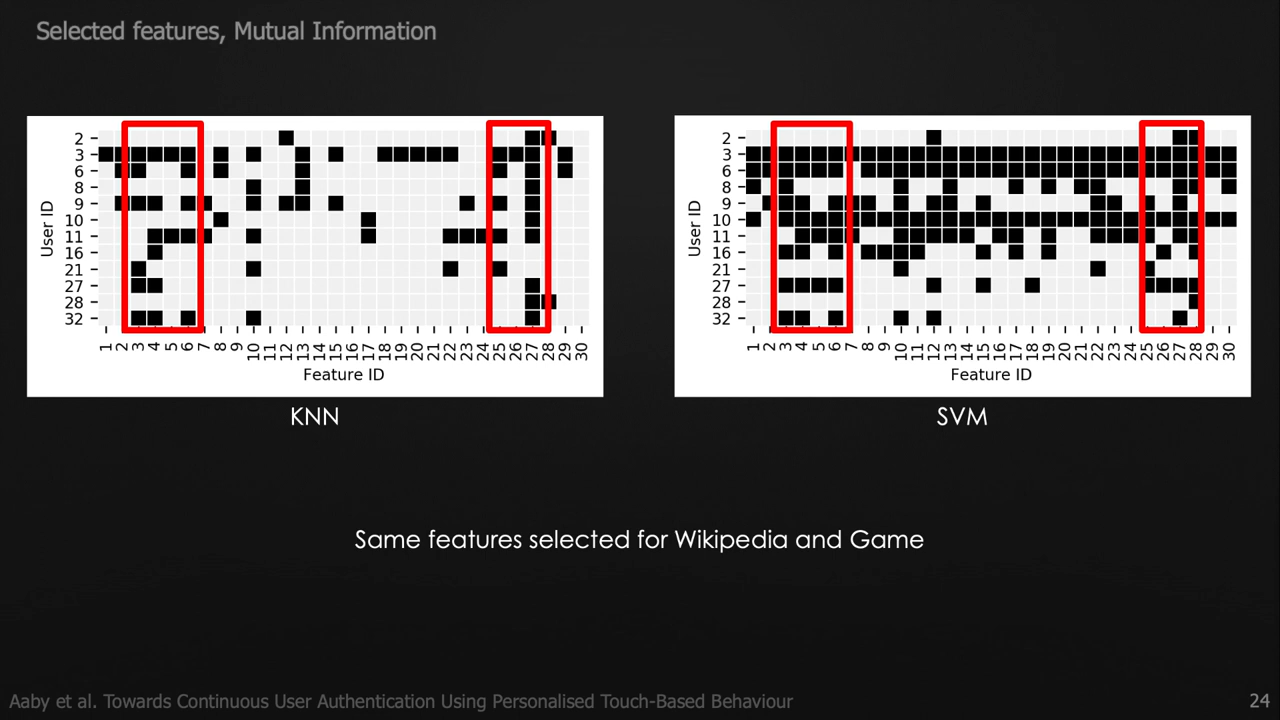 Selected features, Mutual Information
2
3
6
8
9
10
11
16
21
27
28
32
User ID
1 2 3 4 5 6 7 8 9 10 11 12 13 14 15 16 17 18 19 20 21 22 23 24 25 26 27 28 29 30
Feature ID
KNN
2
3
6
8
9
10
11
16
21
27
28
32
User ID
1 2 3 4 5 6 7 8 9 10 11 12 13 14 15 16 17 18 19 20 21 22 23 24 25 26 27 28 29 30
Feature ID
SVM
Same features selected for Wikipedia and Game
Aaby et al. Towards Continuous User Authentication Using Personalised Touch-Based Behaviour
24